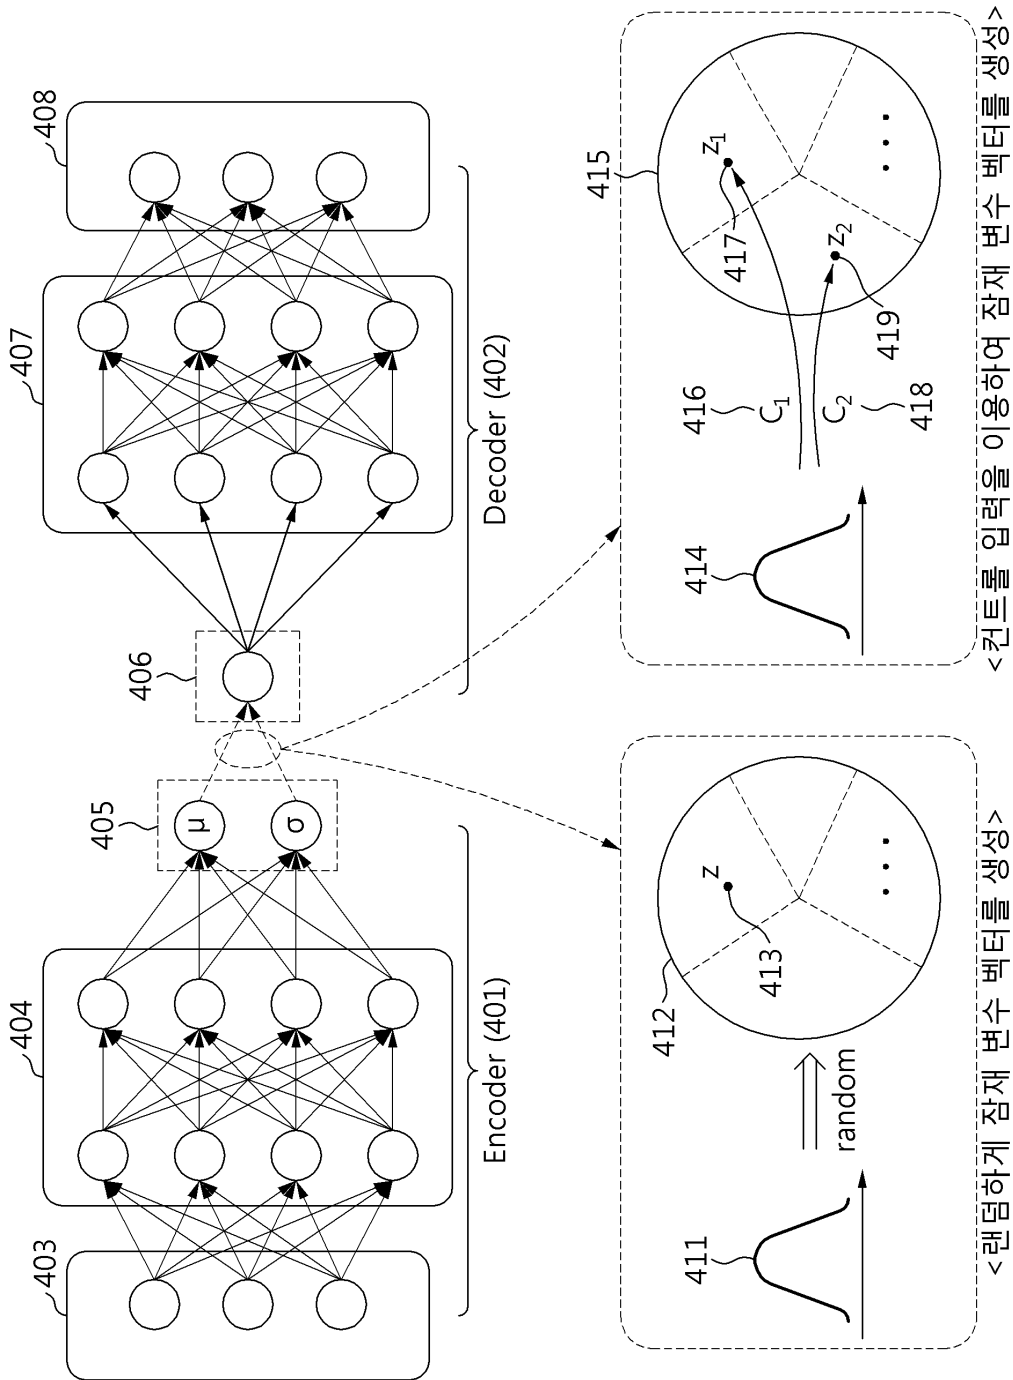 403
404
405
μ
σ
406
407
408
Encoder (401)
Decoder (402)
411
random
412
413
z
<랜덤하게 잠재 변수 벡터를 생성>
414
416
C₁
C₂
418
415
417
z₁
z₂
419
<컨트롤 입력을 이용하여 잠재 변수 벡터를 생성>